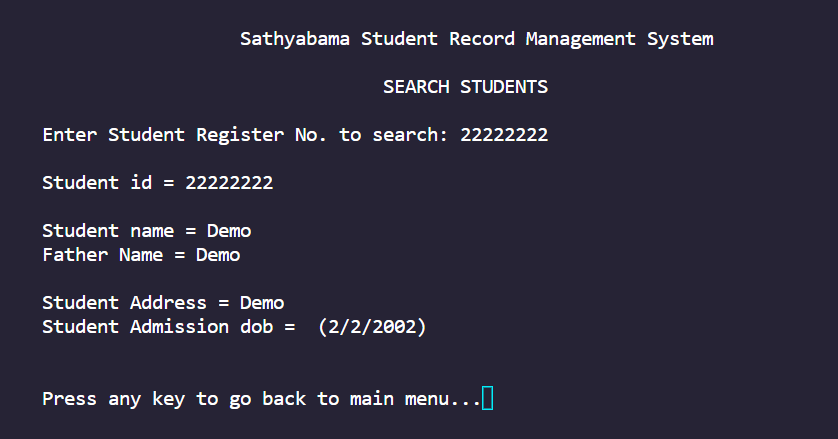 Sathyabama Student Record Management System
SEARCH STUDENTS
Enter Student Register No. to search: 22222222
Student id = 22222222
Student name = Demo
Father Name = Demo
Student Address = Demo
Student Admission dob =  (2/2/2002)
Press any key to go back to main menu...